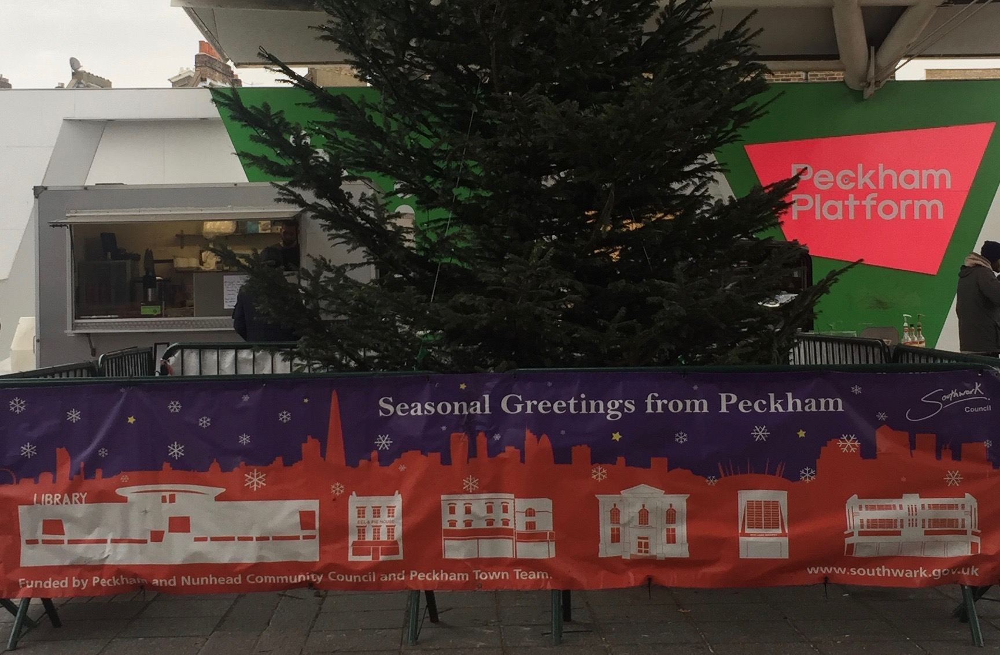 Peckham
Platform
Seasonal Greetings from Peckham
Southwark
Council
LIBRARY
EEL & PIE HOUSE
Funded by Peckham and Nunhead Community Council and Peckham Town Team.
www.southwark.gov.uk